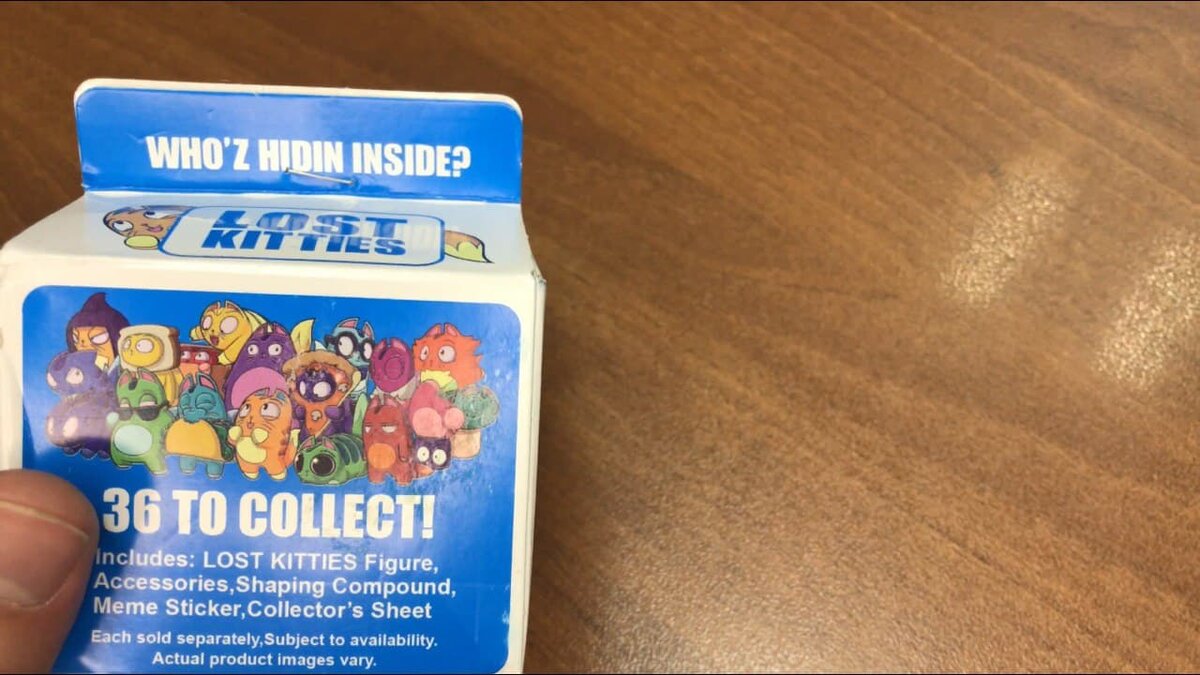 WHO'Z HIDIN INSIDE?
LOST
KITTIES
36 TO COLLECT!
Includes: LOST KITTIES Figure,
Accessories,Shaping Compound,
Meme Sticker,Collector's Sheet
Each sold separately,Subject to availability.
Actual product images vary.